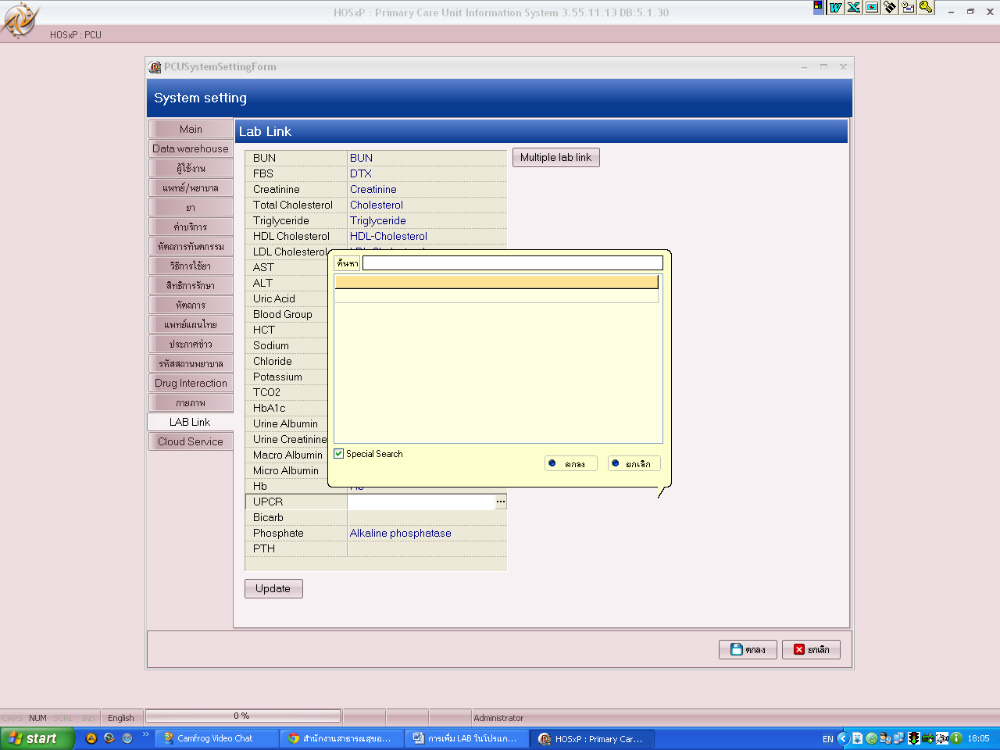 HOSxP : Primary Care Unit Information System 3.55.11.13 DB:5.1.30
HOSxP : PCU
PCUSystemSettingForm
System setting
Main
Data warehouse
ผู้ใช้งาน
แพทย์/พยาบาล
ยา
ค่าบริการ
หัตถการทันตกรรม
วิธีการใช้ยา
สิทธิการรักษา
หัตถการ
แพทย์แผนไทย
ประกาศข่าว
รหัสสถานพยาบาล
Drug Interaction
กายภาพ
LAB Link
Cloud Service
Lab Link
BUN BUN
FBS DTX
Creatinine Creatinine
Total Cholesterol Cholesterol
Triglyceride Triglyceride
HDL Cholesterol HDL-Cholesterol
LDL Cholesterol
AST
ALT
Uric Acid
Blood Group
HCT
Sodium
Chloride
Potassium
TCO2
HbA1c
Urine Albumin
Urine Creatinine
Macro Albumin
Micro Albumin
Hb Hb
UPCR ...
Bicarb
Phosphate Alkaline phosphatase
PTH
Multiple lab link
ค้นหา
Special Search
ตกลง ยกเลิก
Update
ตกลง ยกเลิก
CAPS NUM SCRL INS English 0 % Administrator
start Camfrog Video Chat สำนักงานสาธารณสุขอ... การเพิ่ม LAB ในโปรแก... HOSxP : Primary Car... EN 18:05